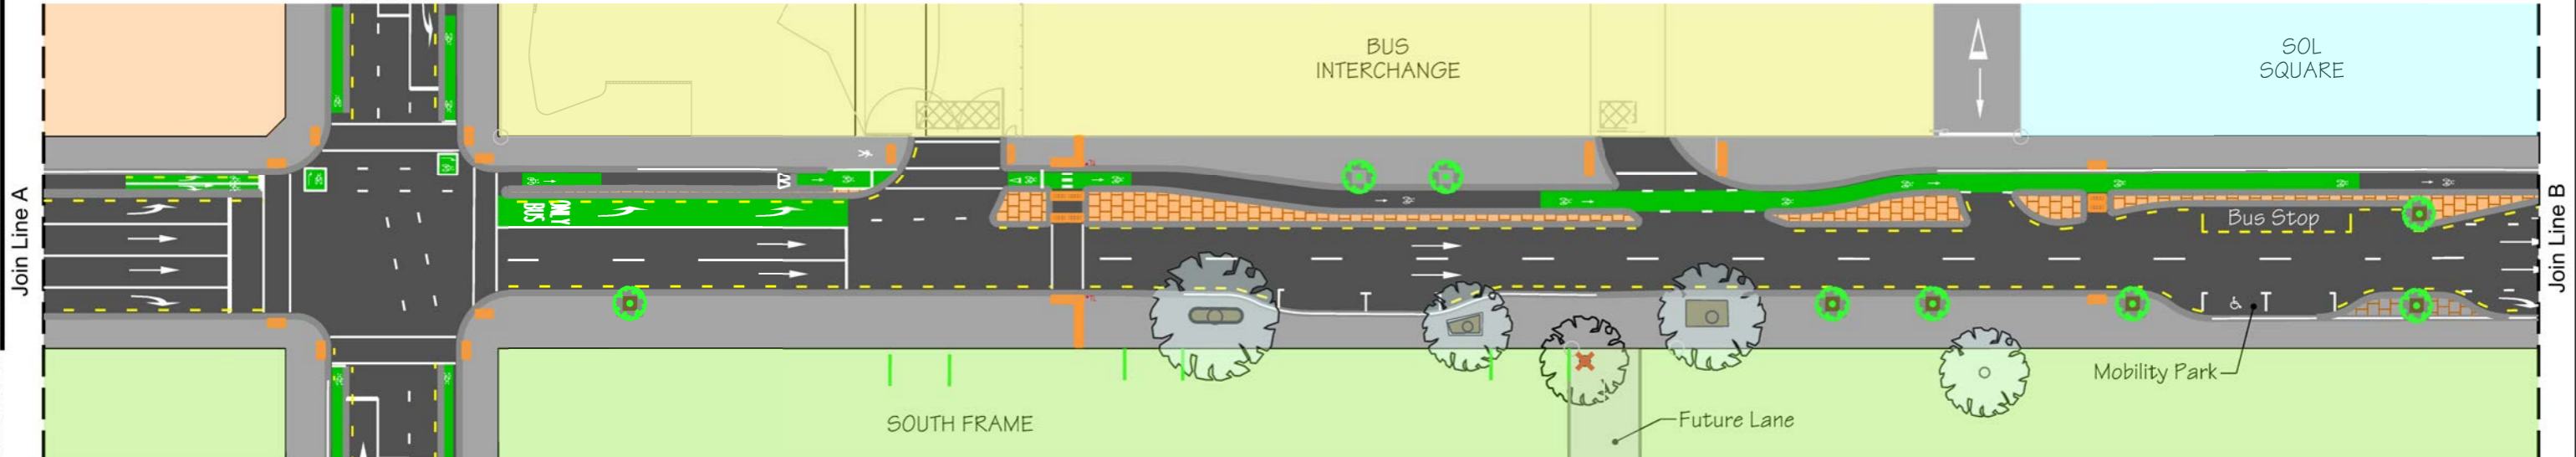 Join Line A
BUS
INTERCHANGE
SOL
SQUARE
ONLY
BUS
Bus Stop
Join Line B
Mobility Park
SOUTH FRAME
Future Lane